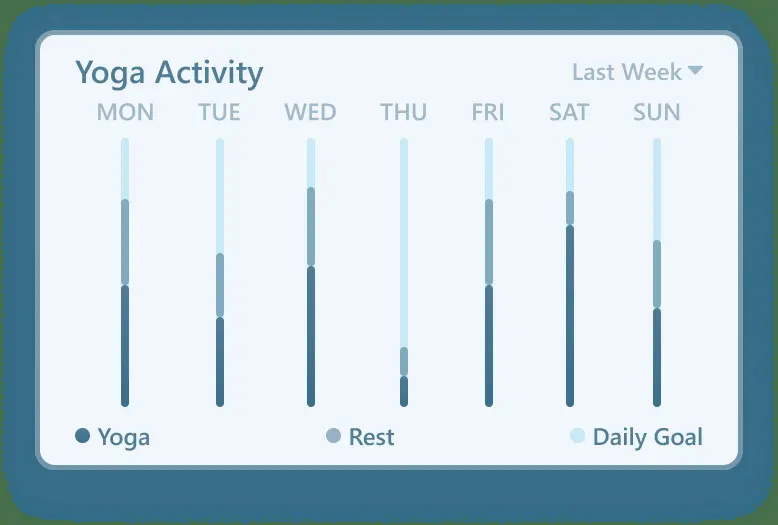 Yoga Activity
Last Week
MON TUE WED THU FRI SAT SUN
Yoga Rest Daily Goal